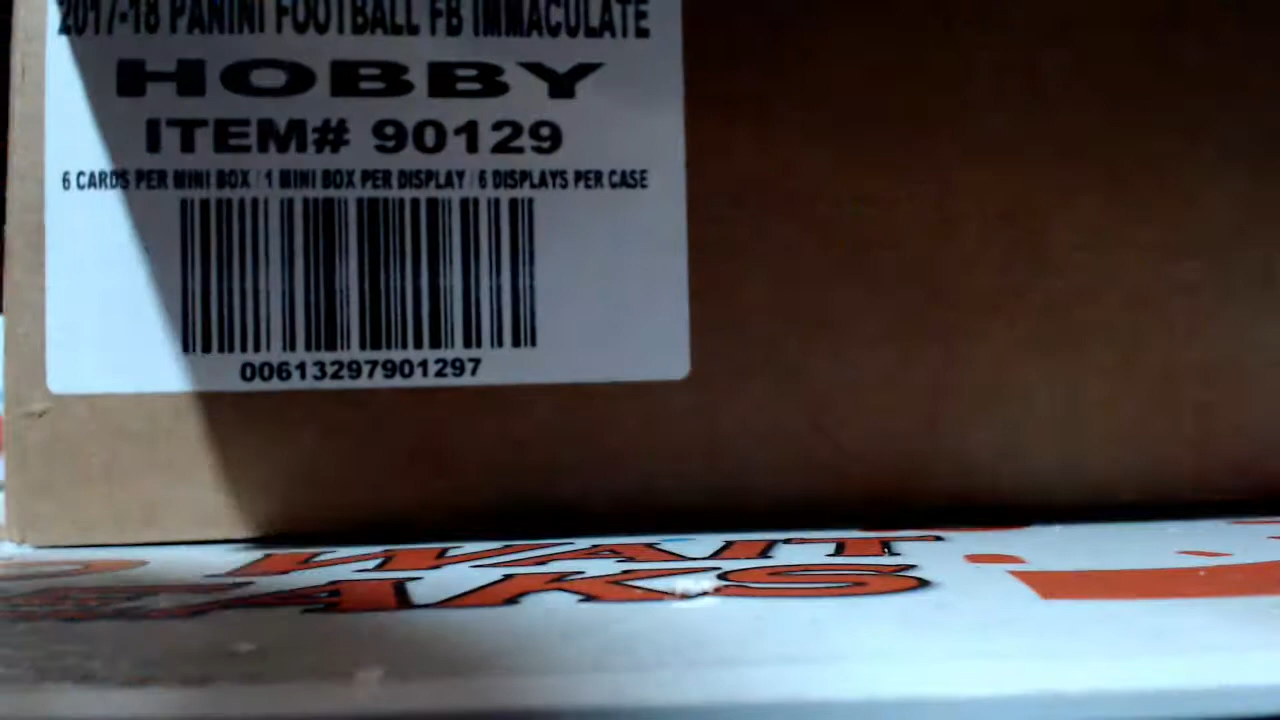 2017-18 PANINI FOOTBALL FB IMMACULATE
HOBBY
ITEM# 90129
6 CARDS PER MINI BOX / 1 MINI BOX PER DISPLAY / 6 DISPLAYS PER CASE
00613297901297
WAIT